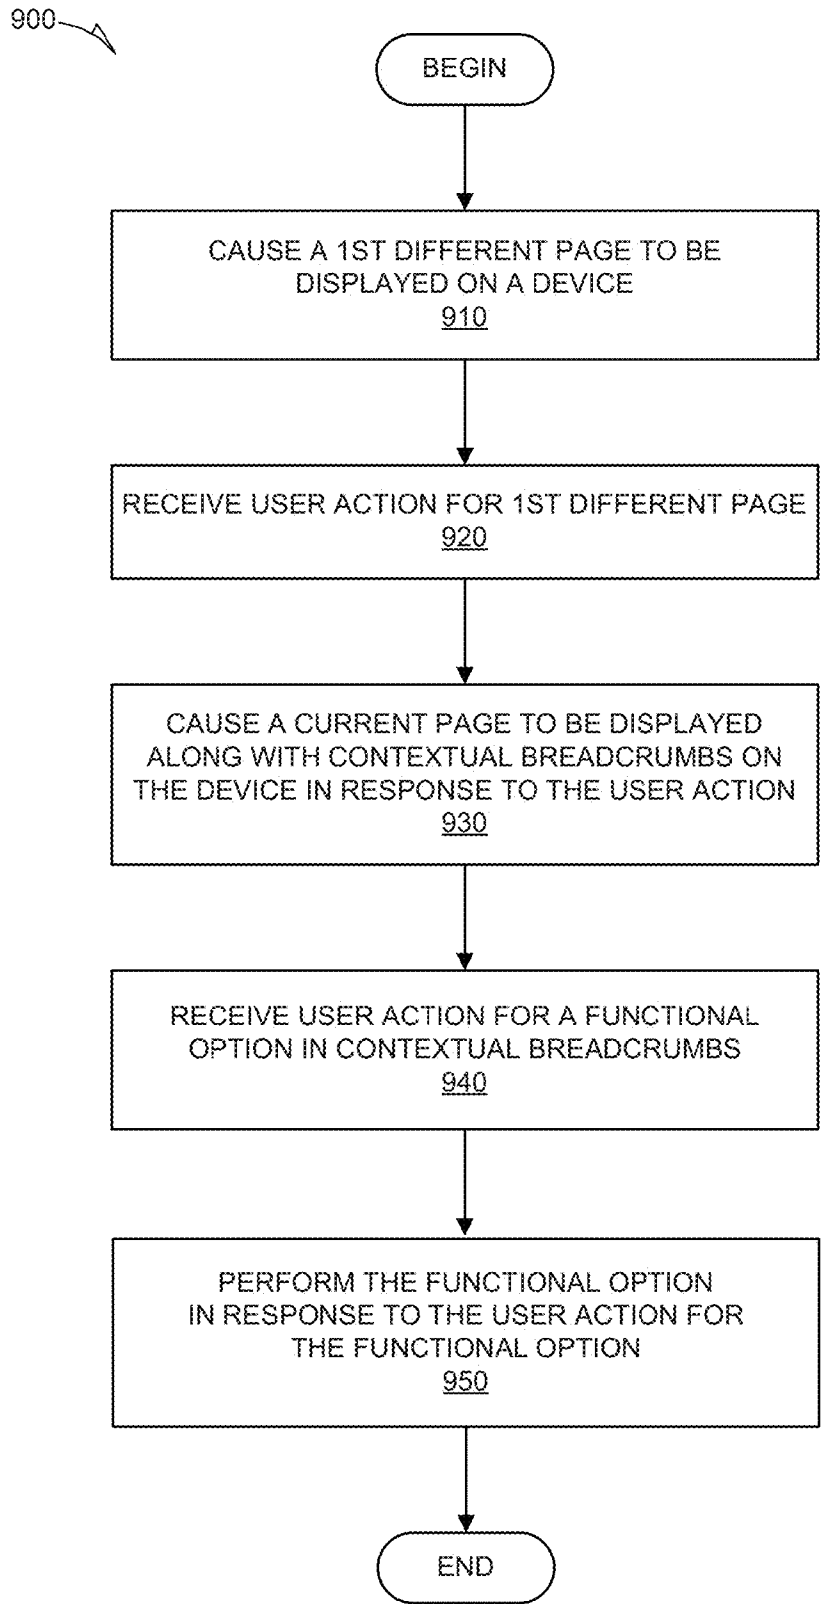 900
BEGIN
CAUSE A 1ST DIFFERENT PAGE TO BE
DISPLAYED ON A DEVICE
910
RECEIVE USER ACTION FOR 1ST DIFFERENT PAGE
920
CAUSE A CURRENT PAGE TO BE DISPLAYED
ALONG WITH CONTEXTUAL BREADCRUMBS ON
THE DEVICE IN RESPONSE TO THE USER ACTION
930
RECEIVE USER ACTION FOR A FUNCTIONAL
OPTION IN CONTEXTUAL BREADCRUMBS
940
PERFORM THE FUNCTIONAL OPTION
IN RESPONSE TO THE USER ACTION FOR
THE FUNCTIONAL OPTION
950
END